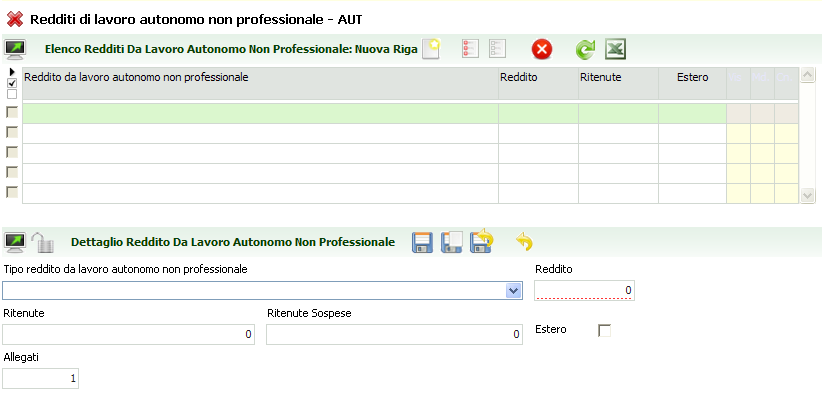 Redditi di lavoro autonomo non professionale - AUT
Elenco Redditi Da Lavoro Autonomo Non Professionale: Nuova Riga
Reddito da lavoro autonomo non professionale Reddito Ritenute Estero
Dettaglio Reddito Da Lavoro Autonomo Non Professionale
Tipo reddito da lavoro autonomo non professionale Reddito
0
Ritenute Ritenute Sospese
0 0 Estero
Allegati
1